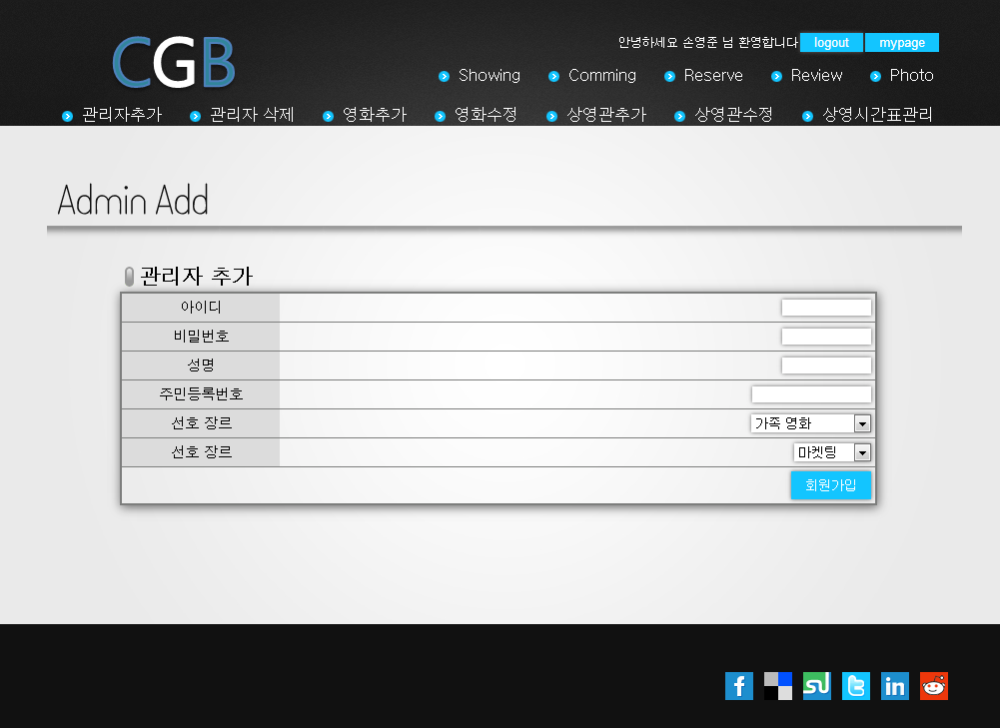 CGB
안녕하세요 손영준 님 환영합니다 logout mypage
Showing Comming Reserve Review Photo
관리자추가 관리자 삭제 영화추가 영화수정 상영관추가 상영관수정 상영시간표관리
Admin Add
관리자 추가
아이디
비밀번호
성명
주민등록번호
선호 장르 가족 영화
선호 장르 마켓팅
회원가입